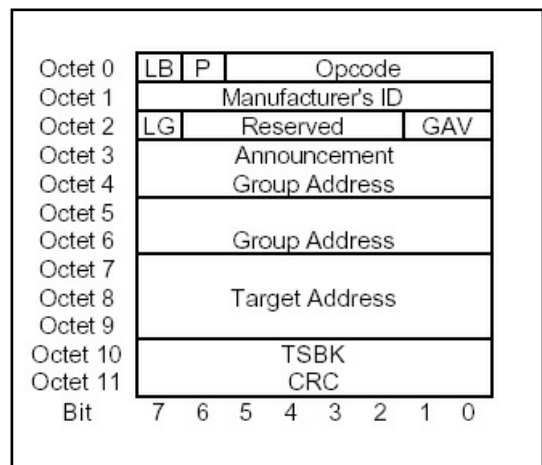 Octet 0 LB P Opcode
Octet 1 Manufacturer's ID
Octet 2 LG Reserved GAV
Octet 3 Announcement
Octet 4 Group Address
Octet 5
Octet 6 Group Address
Octet 7
Octet 8 Target Address
Octet 9
Octet 10 TSBK
Octet 11 CRC
Bit 7 6 5 4 3 2 1 0